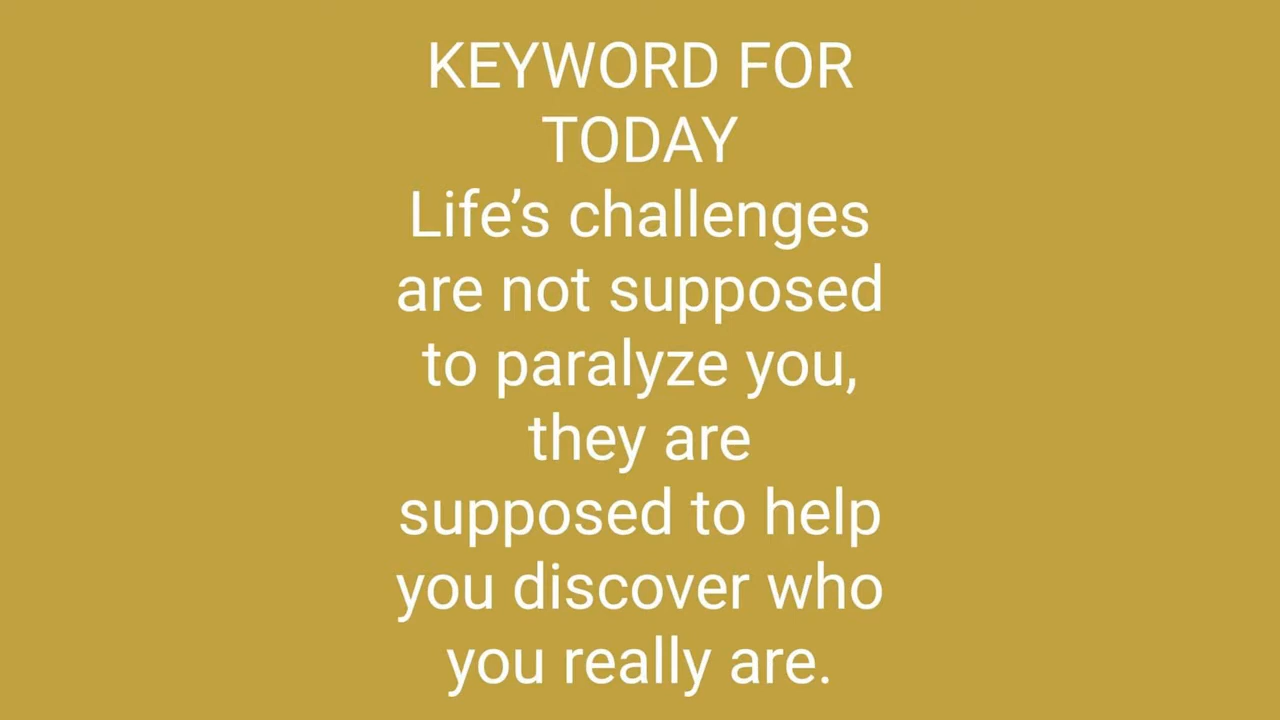 KEYWORD FOR
TODAY
Life’s challenges
are not supposed
to paralyze you,
they are
supposed to help
you discover who
you really are.